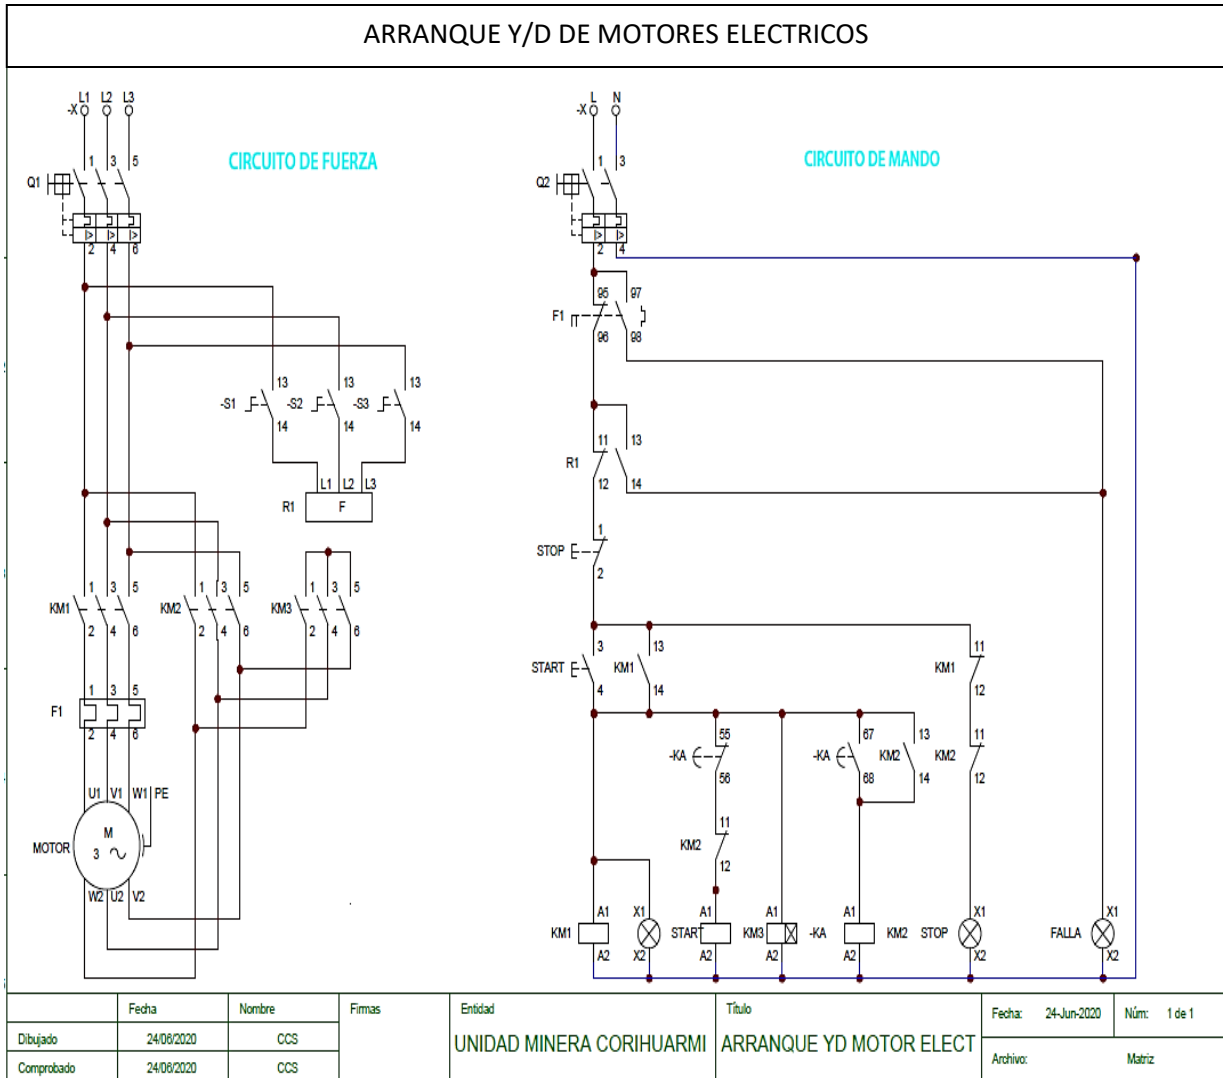 ARRANQUE Y/D DE MOTORES ELECTRICOS
L1 L2 L3
-X
CIRCUITO DE FUERZA
1 3 5
Q1
I> I> I>
2 4 6
13 13 13
-S1 -S2 -S3
14 14 14
L1 L2 L3
R1 F
1 3 5 1 3 5 1 3 5
KM1 KM2 KM3
2 4 6 2 4 6 2 4 6
1 3 5
F1
2 4 6
U1 V1 W1 PE
M
MOTOR 3
W2 U2 V2
L N
-X
CIRCUITO DE MANDO
1 3
Q2
I> I>
2 4
95 97
F1
96 98
11 13
R1
12 14
1
STOP
2
3 13 11
START KM1 KM1
4 14 12
55 67 13 11
-KA -KA KM2 KM2
56 68 14 12
11
KM2
12
A1 X1 A1 A1 A1 X1 X1
KM1 START KM3 -KA KM2 STOP FALLA
A2 X2 A2 A2 A2 X2 X2
Fecha Nombre Firmas Entidad Título Fecha: 24-Jun-2020 Núm: 1 de 1
Dibujado 24/06/2020 CCS UNIDAD MINERA CORIHUARMI ARRANQUE YD MOTOR ELECT
Comprobado 24/06/2020 CCS Archivo: Matriz